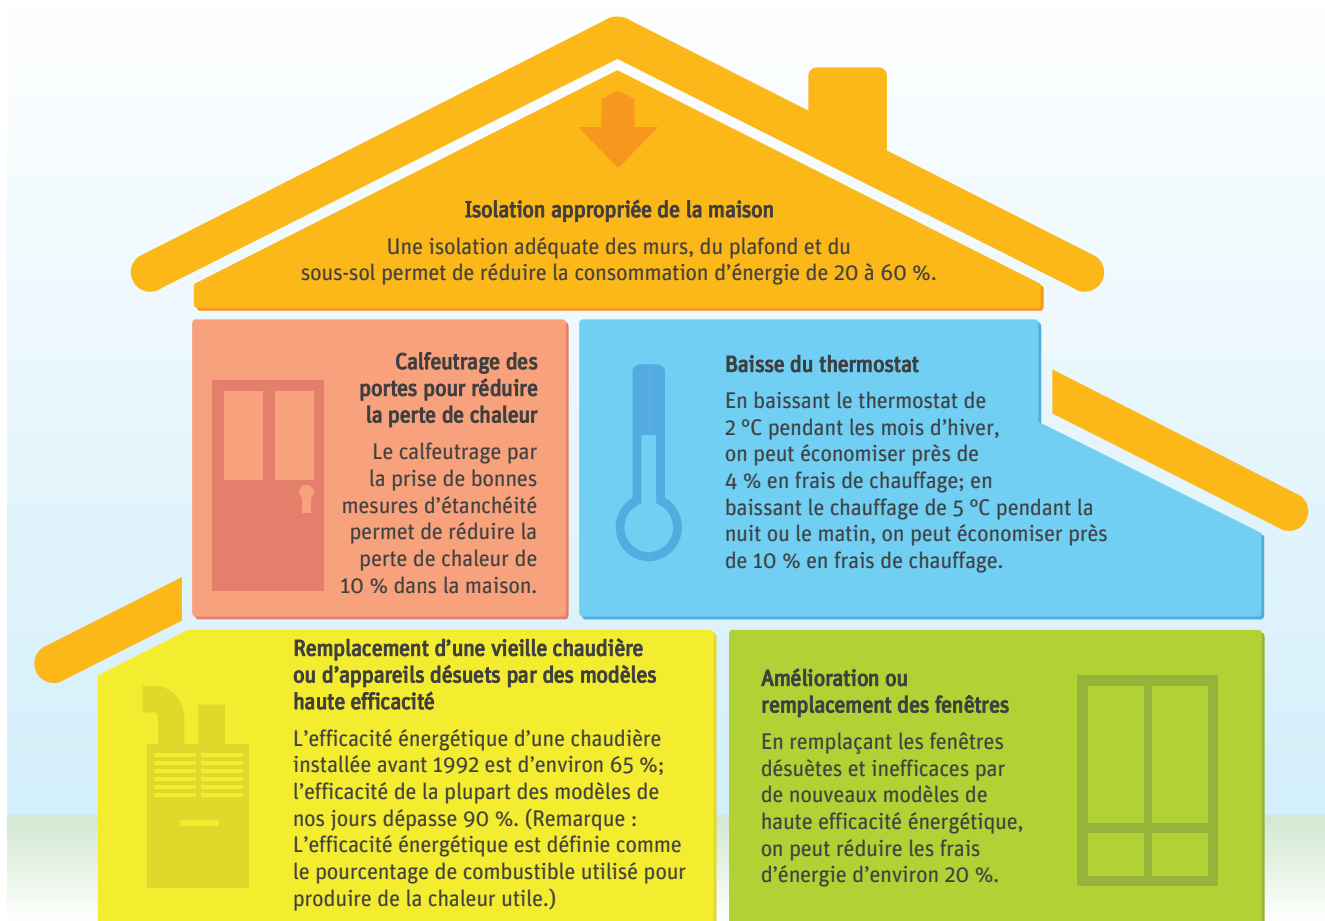 Isolation appropriée de la maison
Une isolation adéquate des murs, du plafond et du
sous-sol permet de réduire la consommation d’énergie de 20 à 60 %.
Calfeutrage des
portes pour réduire
la perte de chaleur
Le calfeutrage par
la prise de bonnes
mesures d’étanchéité
permet de réduire la
perte de chaleur de
10 % dans la maison.
Baisse du thermostat
En baissant le thermostat de
2 °C pendant les mois d’hiver,
on peut économiser près de
4 % en frais de chauffage; en
baissant le chauffage de 5 °C pendant la
nuit ou le matin, on peut économiser près
de 10 % en frais de chauffage.
Remplacement d’une vieille chaudière
ou d’appareils désuets par des modèles
haute efficacité
L’efficacité énergétique d’une chaudière
installée avant 1992 est d’environ 65 %;
l’efficacité de la plupart des modèles de
nos jours dépasse 90 %. (Remarque :
L’efficacité énergétique est définie comme
le pourcentage de combustible utilisé pour
produire de la chaleur utile.)
Amélioration ou
remplacement des fenêtres
En remplaçant les fenêtres
désuètes et inefficaces par
de nouveaux modèles de
haute efficacité énergétique,
on peut réduire les frais
d’énergie d’environ 20 %.